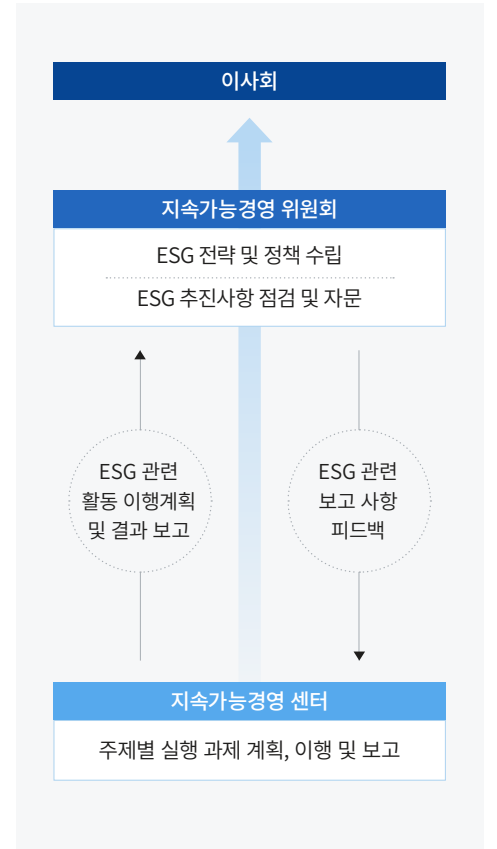 이사회
지속가능경영 위원회
ESG 전략 및 정책 수립
ESG 추진사항 점검 및 자문
ESG 관련
활동 이행계획
및 결과 보고
ESG 관련
보고 사항
피드백
지속가능경영 센터
주제별 실행 과제 계획, 이행 및 보고